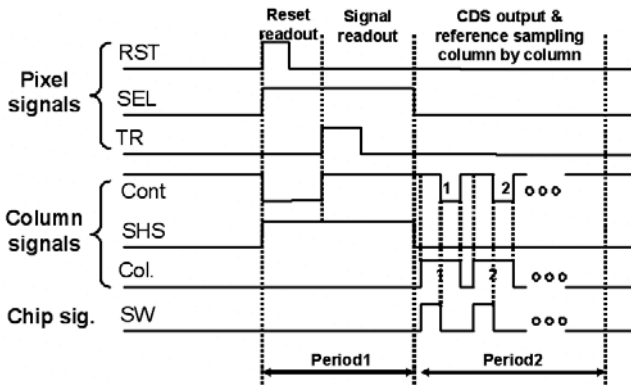 Reset readout
Signal readout
CDS output & reference sampling column by column
Pixel signals
RST
SEL
TR
Column signals
Cont
1
2
SHS
Col.
1
2
Chip sig.
SW
Period1
Period2